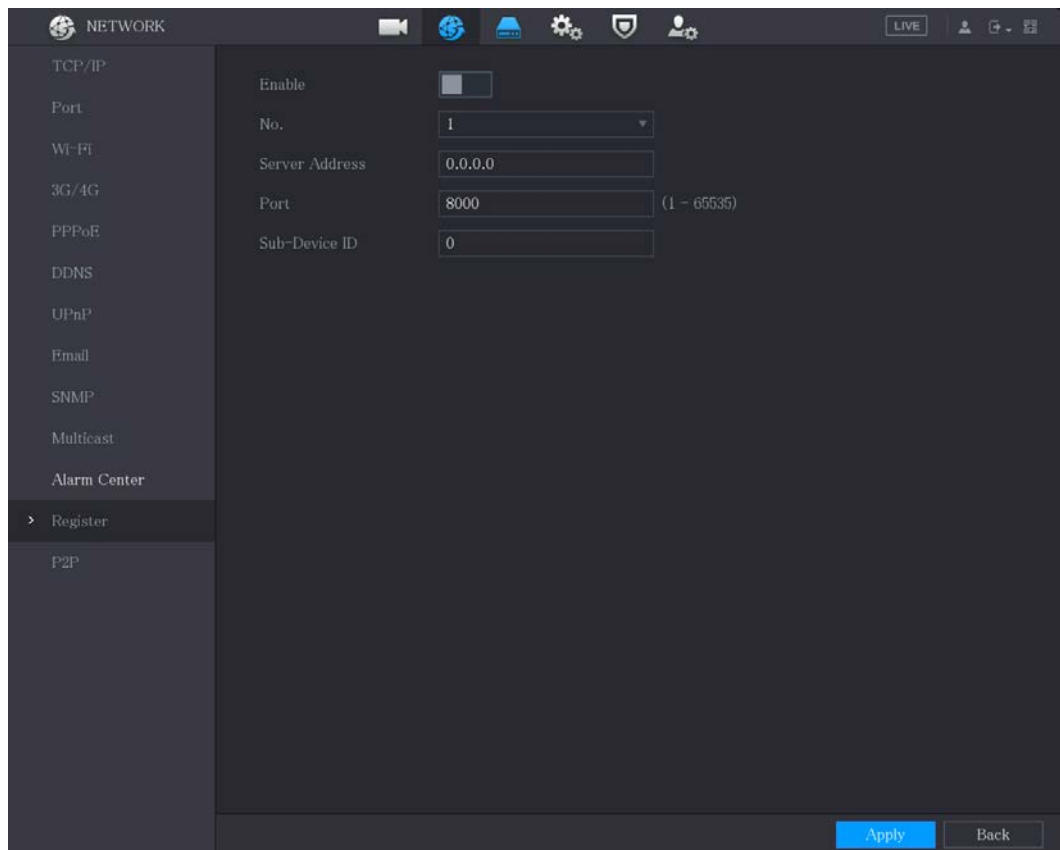 NETWORK
LIVE
TCP/IP
Port
Wi-Fi
3G/4G
PPPoE
DDNS
UPnP
Email
SNMP
Multicast
Alarm Center
Register
P2P
Enable
No. 1
Server Address 0.0.0.0
Port 8000 (1 - 65535)
Sub-Device ID 0
Apply Back